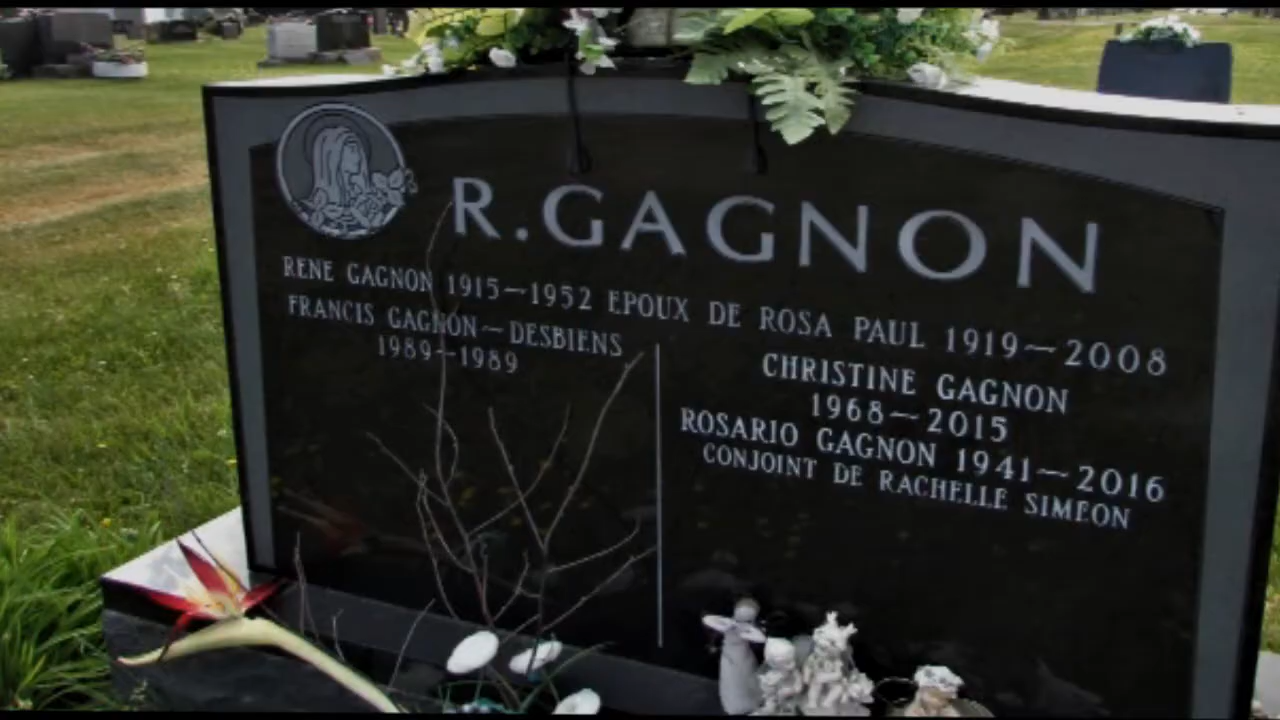 R. GAGNON
RENE GAGNON 1915-1952 EPOUX DE ROSA PAUL 1919-2008
FRANCIS GAGNON-DESBIENS
1989-1989
CHRISTINE GAGNON
1968-2015
ROSARIO GAGNON 1941-2016
CONJOINT DE RACHELLE SIMEON